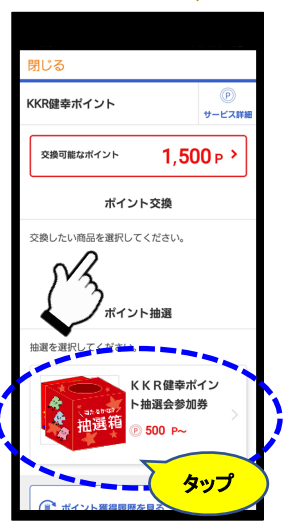 閉じる
KKR健幸ポイント
P
サービス詳細
交換可能なポイント
1,500 P
ポイント交換
交換したい商品を選択してください。
ポイント抽選
抽選を選択してください。
KKR健幸ポイン
ト抽選会参加券
抽選箱
P 500 P~
タップ
ポイント獲得履歴を見る